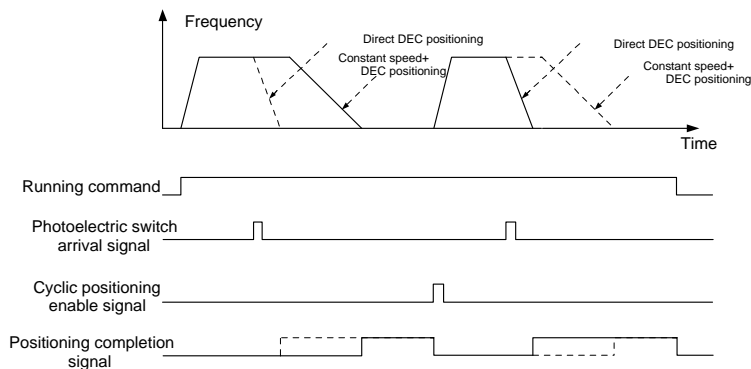 Frequency
Direct DEC positioning
Constant speed+
DEC positioning
Direct DEC positioning
Constant speed+
DEC positioning
Time
Running command
Photoelectric switch
arrival signal
Cyclic positioning
enable signal
Positioning completion
signal